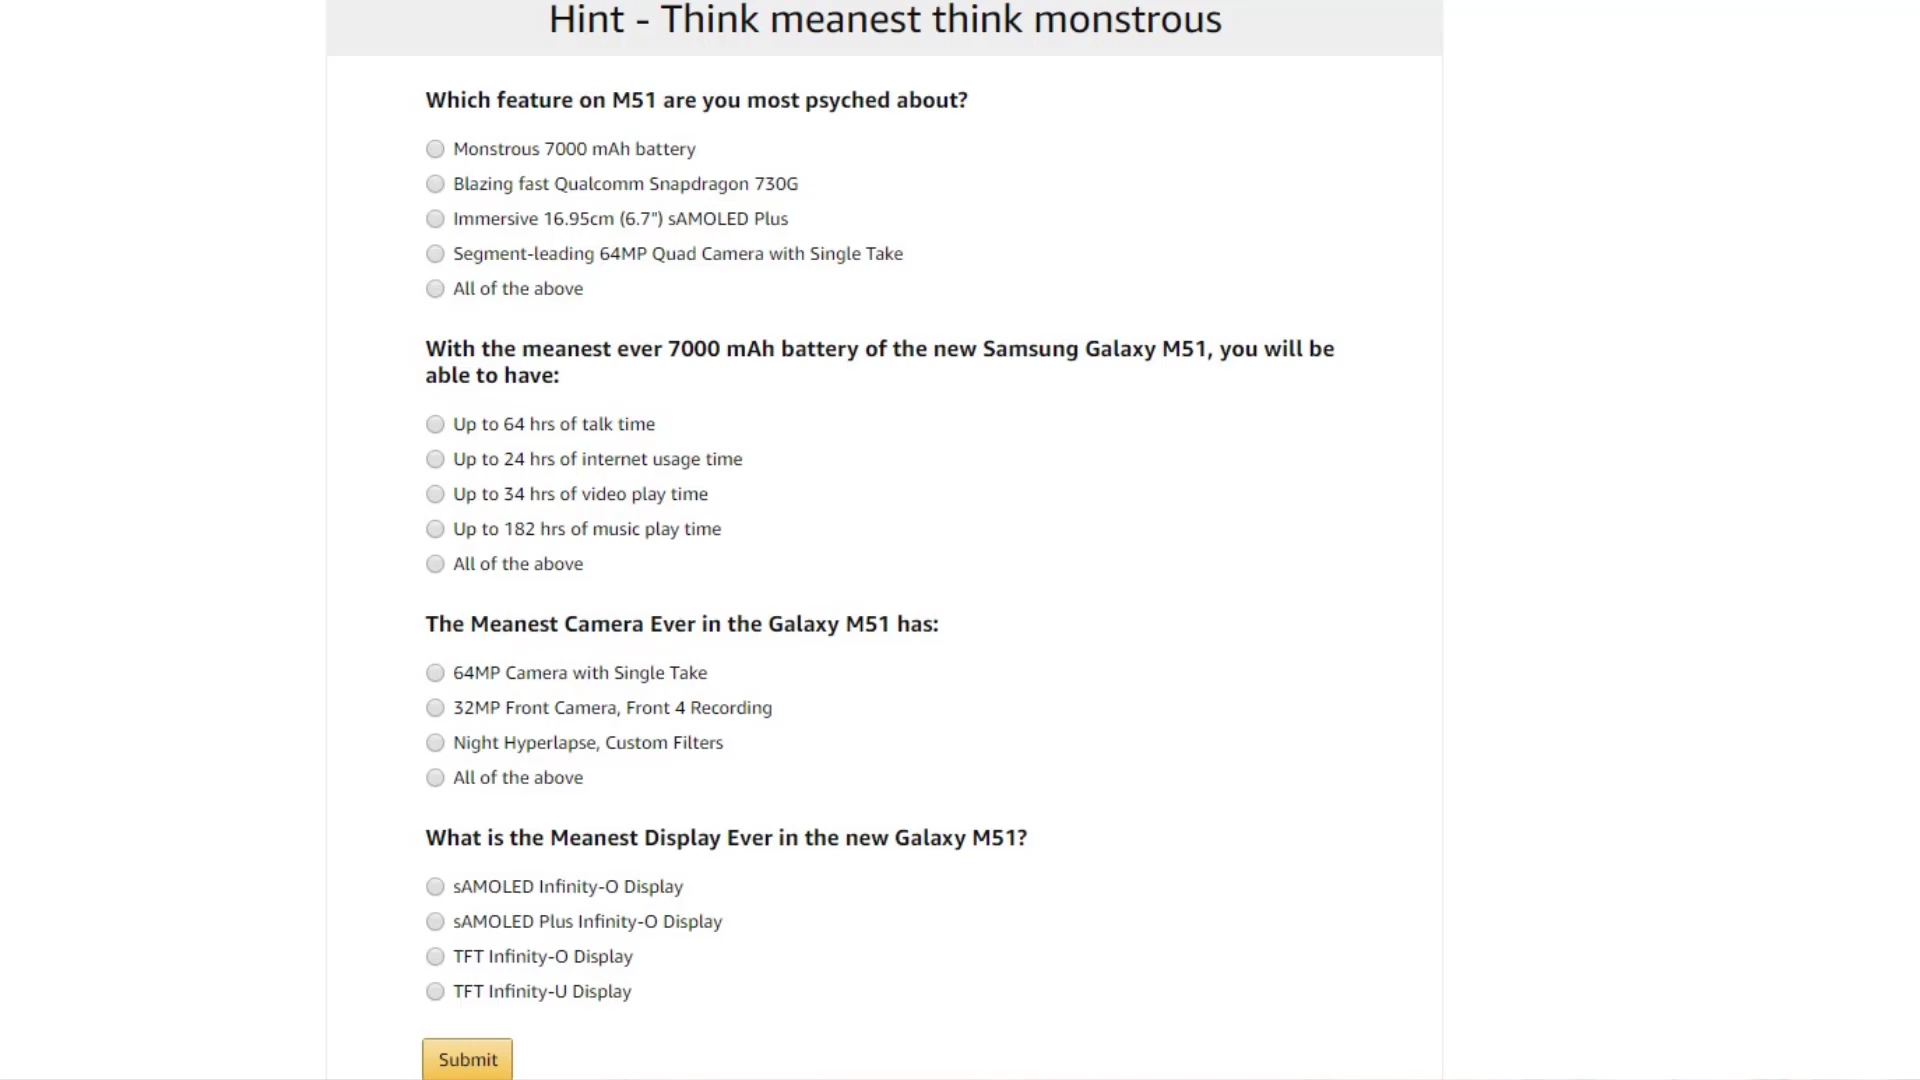 Hint - Think meanest think monstrous
Which feature on M51 are you most psyched about?
Monstrous 7000 mAh battery
Blazing fast Qualcomm Snapdragon 730G
Immersive 16.95cm (6.7") sAMOLED Plus
Segment-leading 64MP Quad Camera with Single Take
All of the above
With the meanest ever 7000 mAh battery of the new Samsung Galaxy M51, you will be
able to have:
Up to 64 hrs of talk time
Up to 24 hrs of internet usage time
Up to 34 hrs of video play time
Up to 182 hrs of music play time
All of the above
The Meanest Camera Ever in the Galaxy M51 has:
64MP Camera with Single Take
32MP Front Camera, Front 4 Recording
Night Hyperlapse, Custom Filters
All of the above
What is the Meanest Display Ever in the new Galaxy M51?
sAMOLED Infinity-O Display
sAMOLED Plus Infinity-O Display
TFT Infinity-O Display
TFT Infinity-U Display
Submit